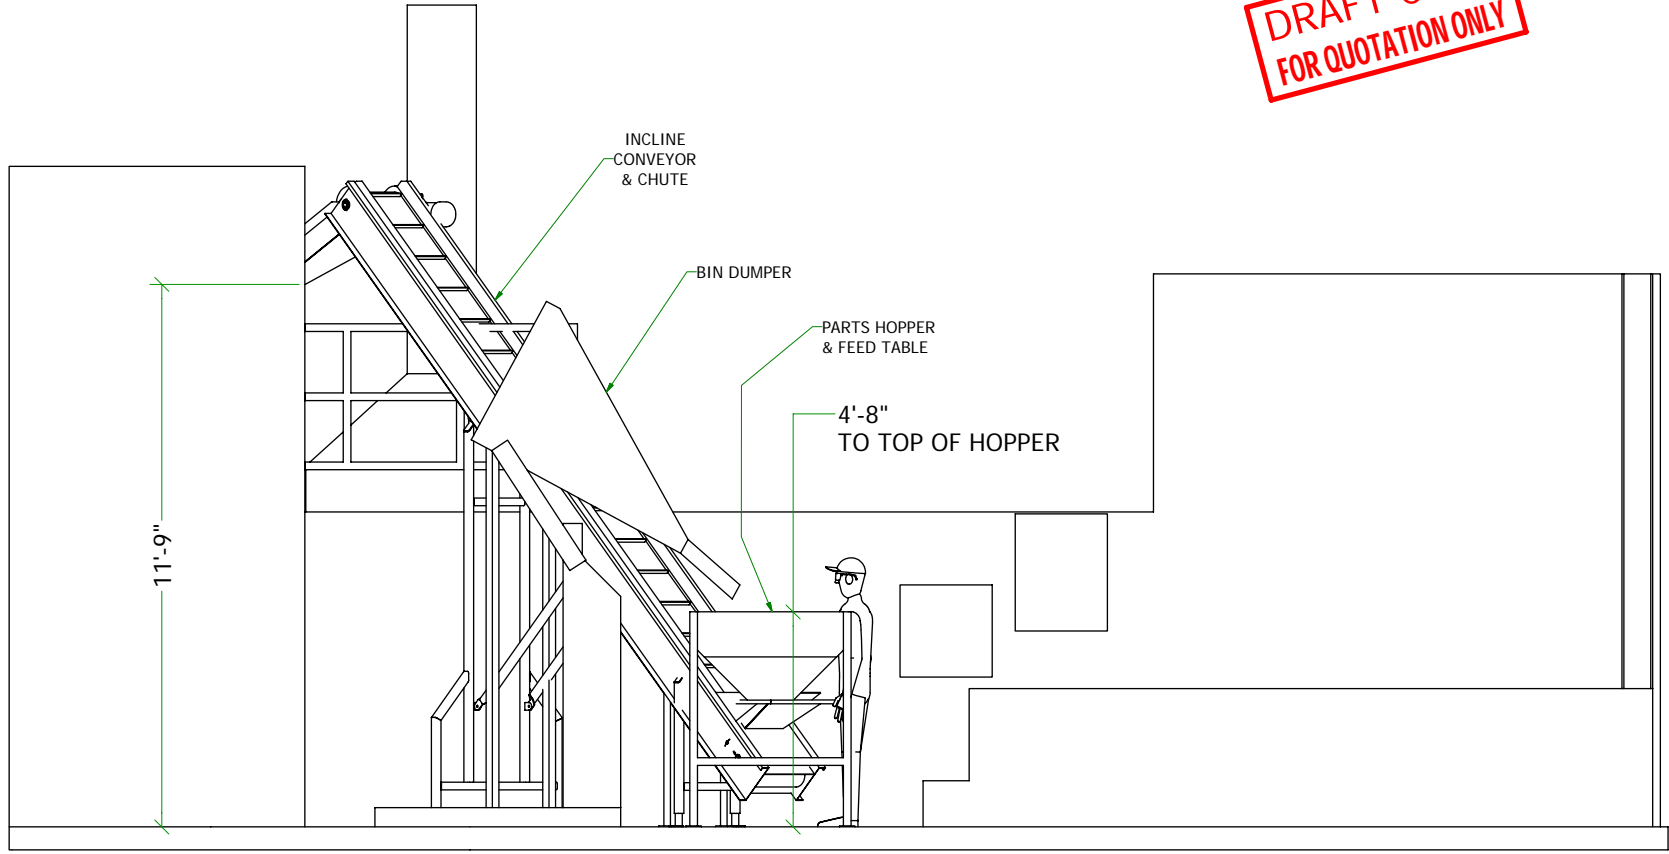 DRAFT
FOR QUOTATION ONLY
INCLINE
CONVEYOR
& CHUTE
BIN DUMPER
PARTS HOPPER
& FEED TABLE
4'-8"
TO TOP OF HOPPER
11'-9"